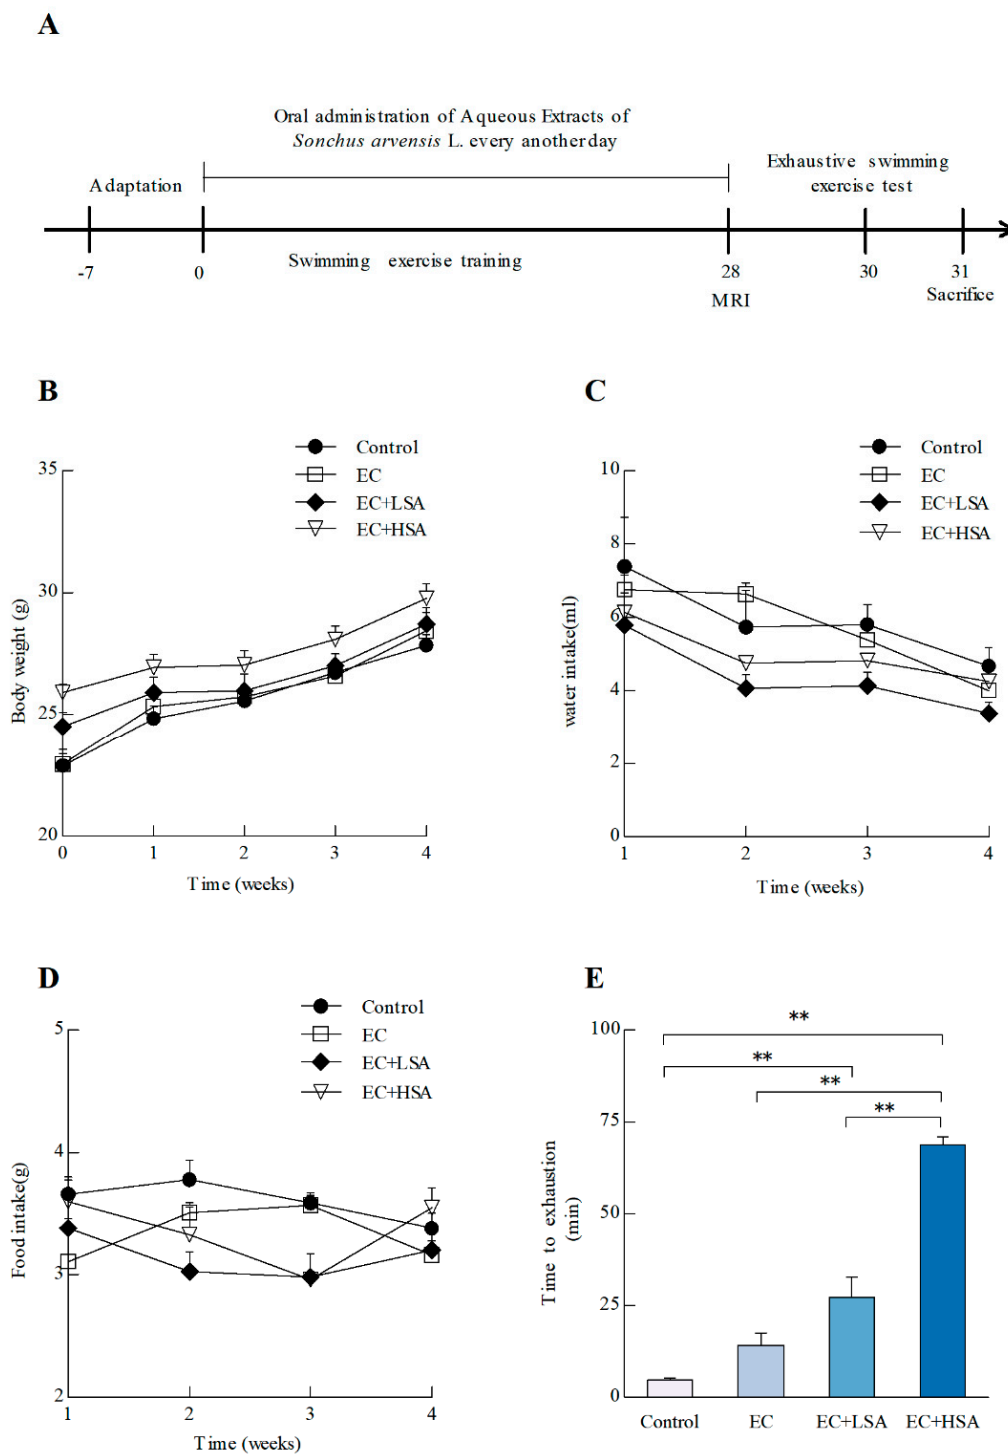 A
Oral administration of Aqueous Extracts of
Sonchus arvensis L. every anotherday
Adaptation
Exhaustive swimming
exercise test
-7
0
Swimming exercise training
28
30
31
MRI
Sacrifice
B
Control
EC
EC+LSA
EC+HSA
35
30
25
20
Body weight (g)
0 1 2 3 4
Time (weeks)
C
Control
EC
EC+LSA
EC+HSA
10
8
6
4
2
0
water intake(ml)
1 2 3 4
Time (weeks)
D
Control
EC
EC+LSA
EC+HSA
5
4
3
2
Food intake(g)
1 2 3 4
Time (weeks)
E
**
**
**
**
100
75
50
25
0
Time to exhaustion
(min)
Control EC EC+LSA EC+HSA